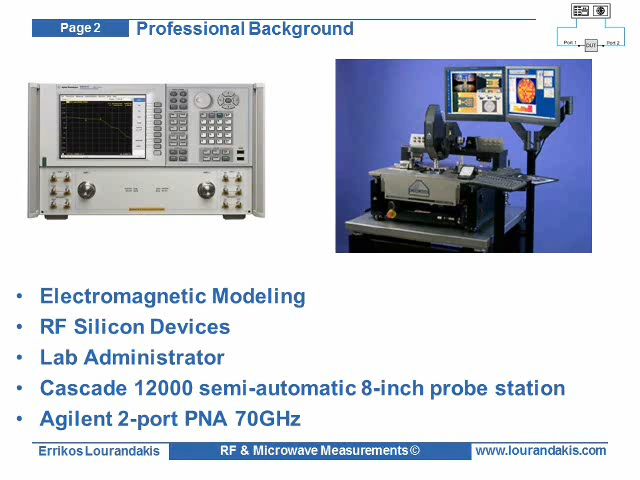 Page 2
Professional Background
Port 1
DUT
Port 2
• Electromagnetic Modeling
• RF Silicon Devices
• Lab Administrator
• Cascade 12000 semi-automatic 8-inch probe station
• Agilent 2-port PNA 70GHz
Errikos Lourandakis
RF & Microwave Measurements ©
www.lourandakis.com